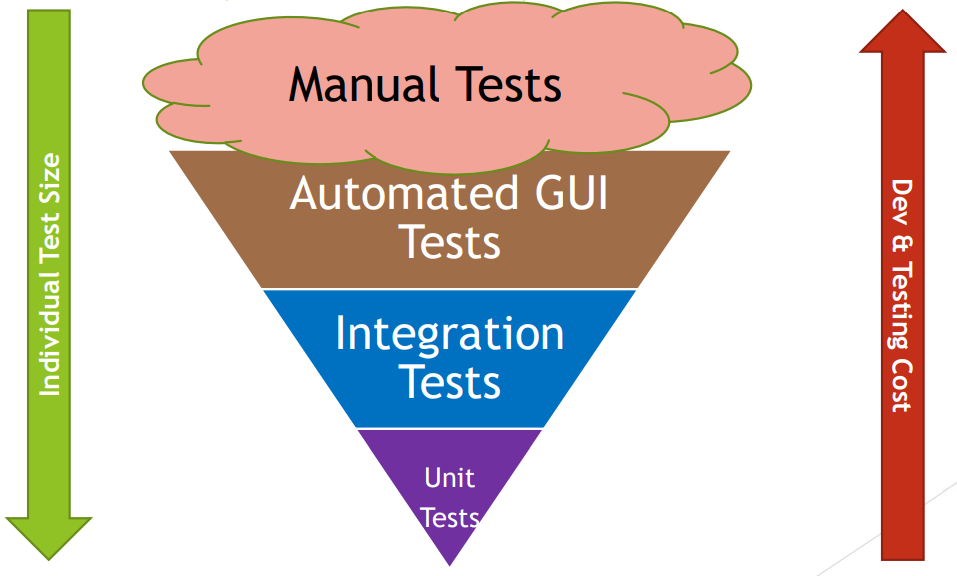 Manual Tests
Individual Test Size
Automated GUI
Tests
Dev & Testing Cost
Integration
Tests
Unit
Tests